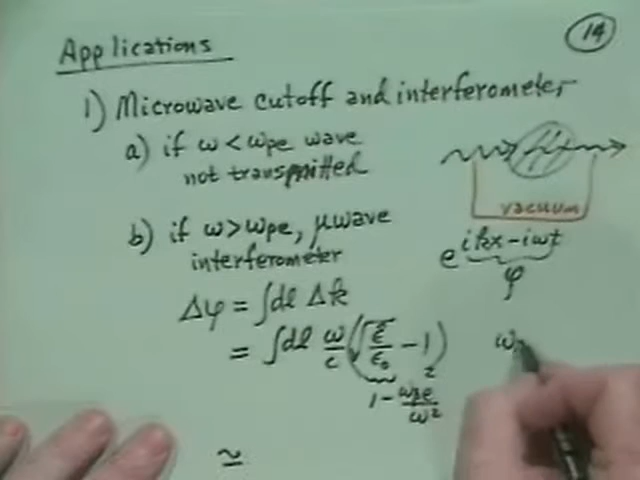 14
Applications
1) Microwave cutoff and interferometer
a) if ω < ωpe wave
not transmitted
vacuum
b) if ω > ωpe, μwave
interferometer
e^{ikx-iωt}
φ
Δφ = ∫dl Δk
= ∫dl ω/c (√(ε/ε₀) - 1)
1 - ωpe²/ω²
ω
≃